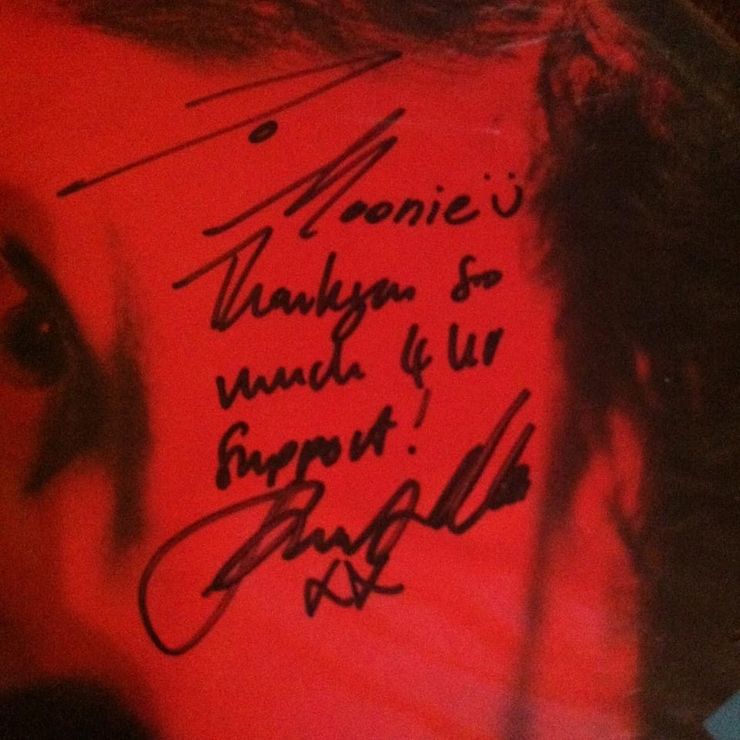 To
Moonie Ü
Thankyou so
much 4 ur
support!
xx